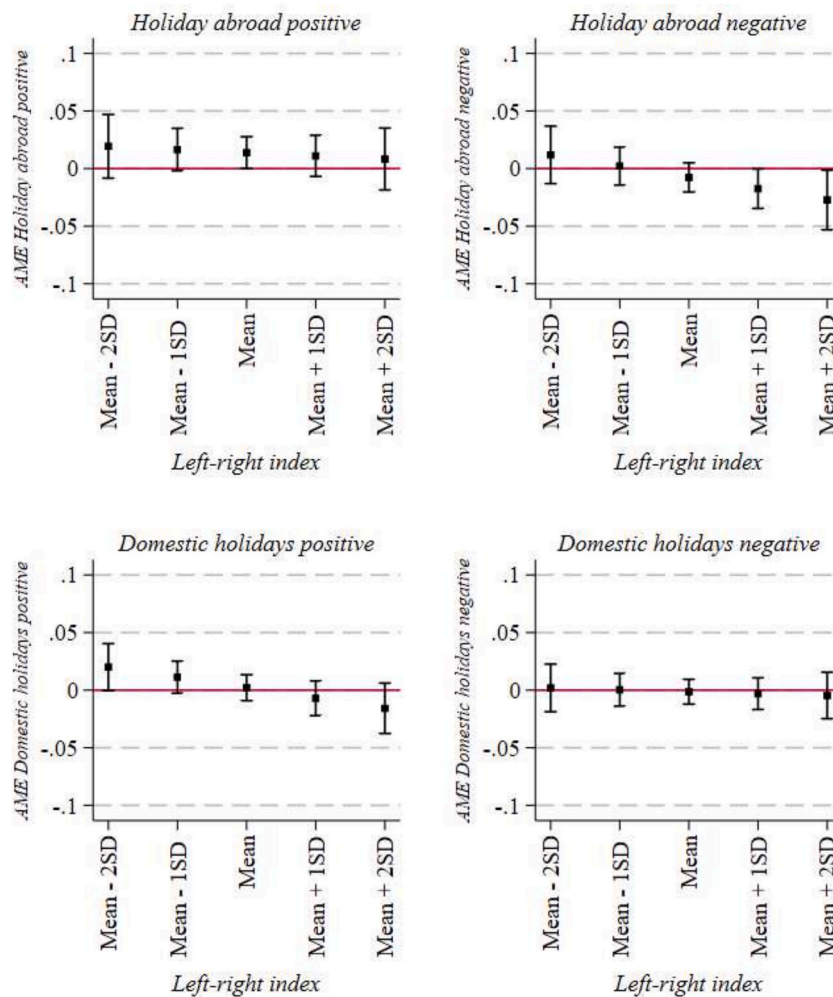 Holiday abroad positive
AME Holiday abroad positive
.1
.05
0
-.05
-.1
Mean - 2SD
Mean - 1SD
Mean
Mean + 1SD
Mean + 2SD
Left-right index
Holiday abroad negative
AME Holiday abroad negative
.1
.05
0
-.05
-.1
Mean - 2SD
Mean - 1SD
Mean
Mean + 1SD
Mean + 2SD
Left-right index
Domestic holidays positive
AME Domestic holidays positive
.1
.05
0
-.05
-.1
Mean - 2SD
Mean - 1SD
Mean
Mean + 1SD
Mean + 2SD
Left-right index
Domestic holidays negative
AME Domestic holidays negative
.1
.05
0
-.05
-.1
Mean - 2SD
Mean - 1SD
Mean
Mean + 1SD
Mean + 2SD
Left-right index